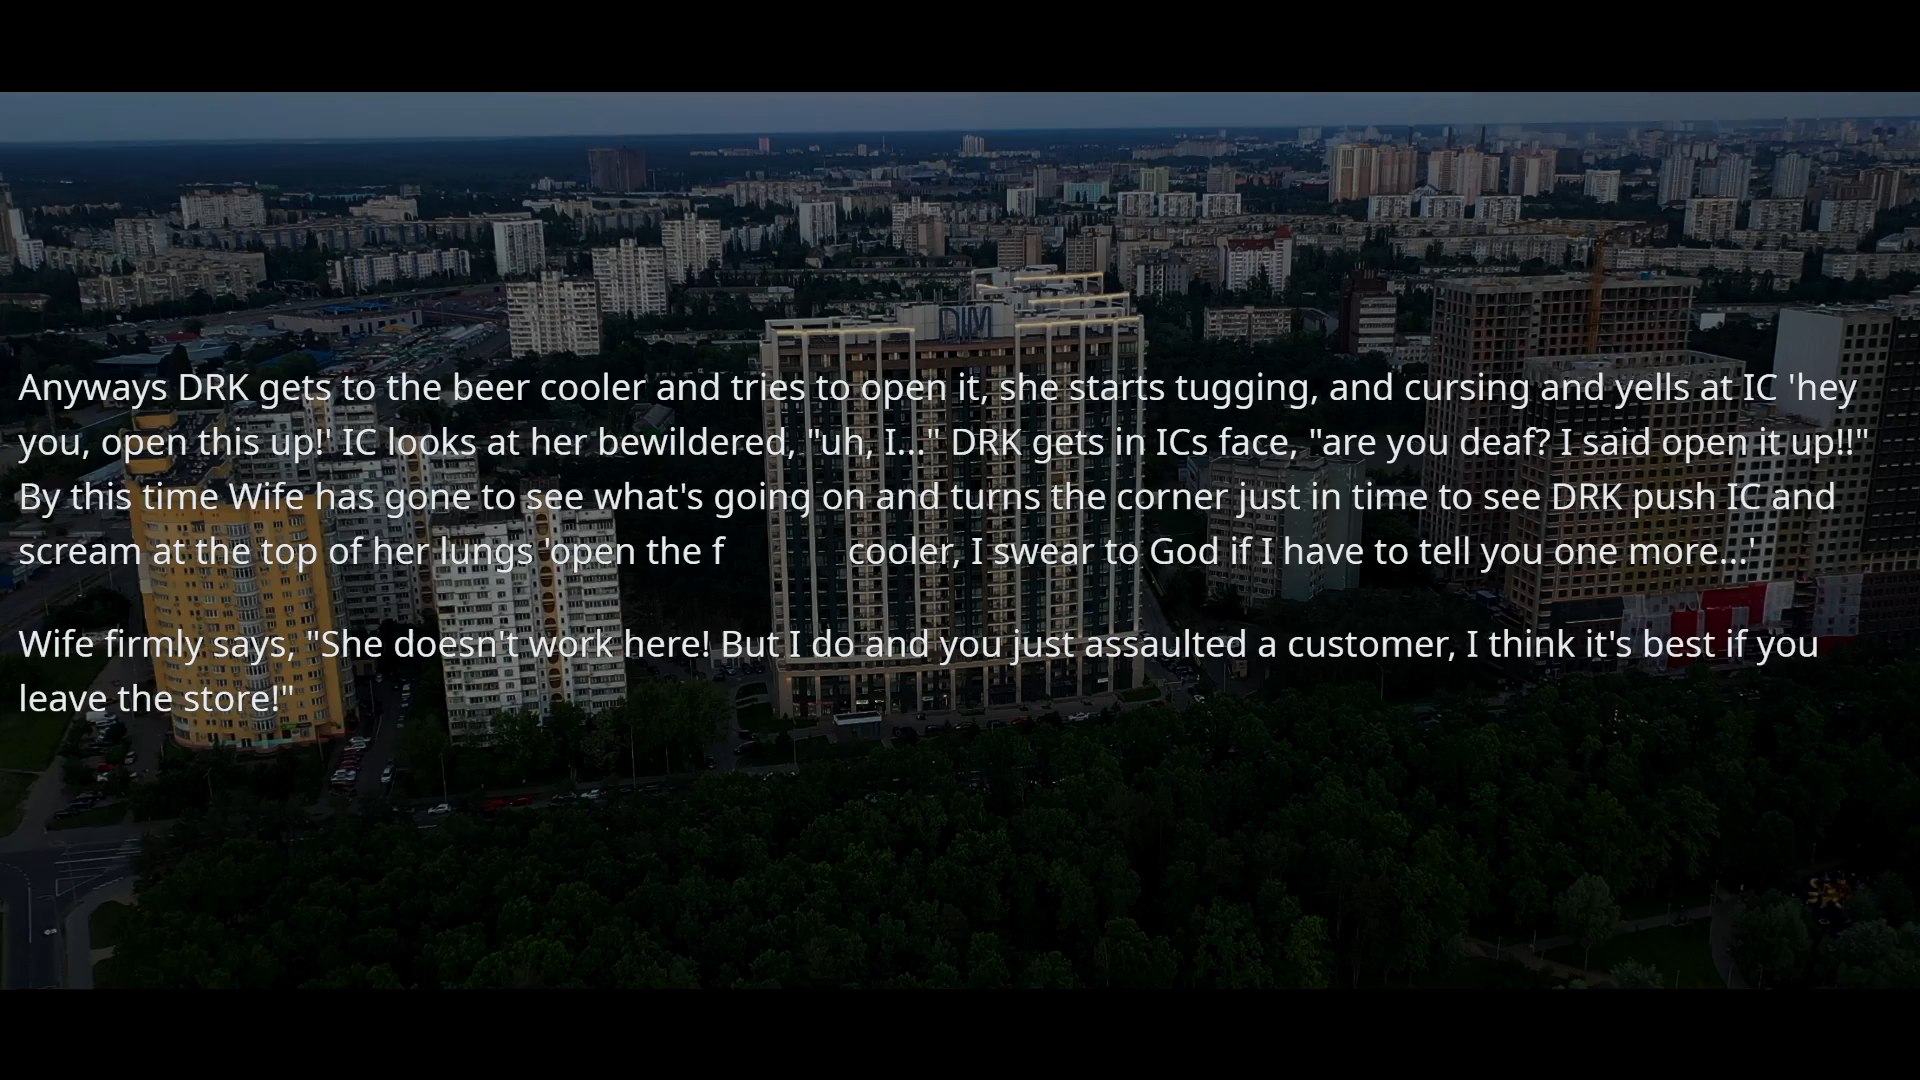 DIM
Anyways DRK gets to the beer cooler and tries to open it, she starts tugging, and cursing and yells at IC 'hey
you, open this up!' IC looks at her bewildered, "uh, I..." DRK gets in ICs face, "are you deaf? I said open it up!!"
By this time Wife has gone to see what's going on and turns the corner just in time to see DRK push IC and
scream at the top of her lungs 'open the f cooler, I swear to God if I have to tell you one more...'
Wife firmly says, "She doesn't work here! But I do and you just assaulted a customer, I think it's best if you
leave the store!"